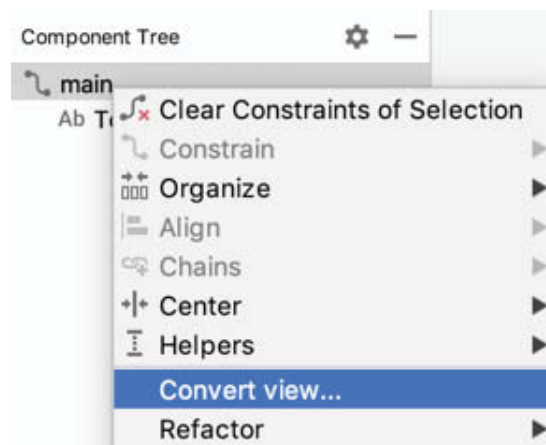 Component Tree
main
Ab
Clear Constraints of Selection
Constrain
Organize
Align
Chains
Center
Helpers
Convert view...
Refactor